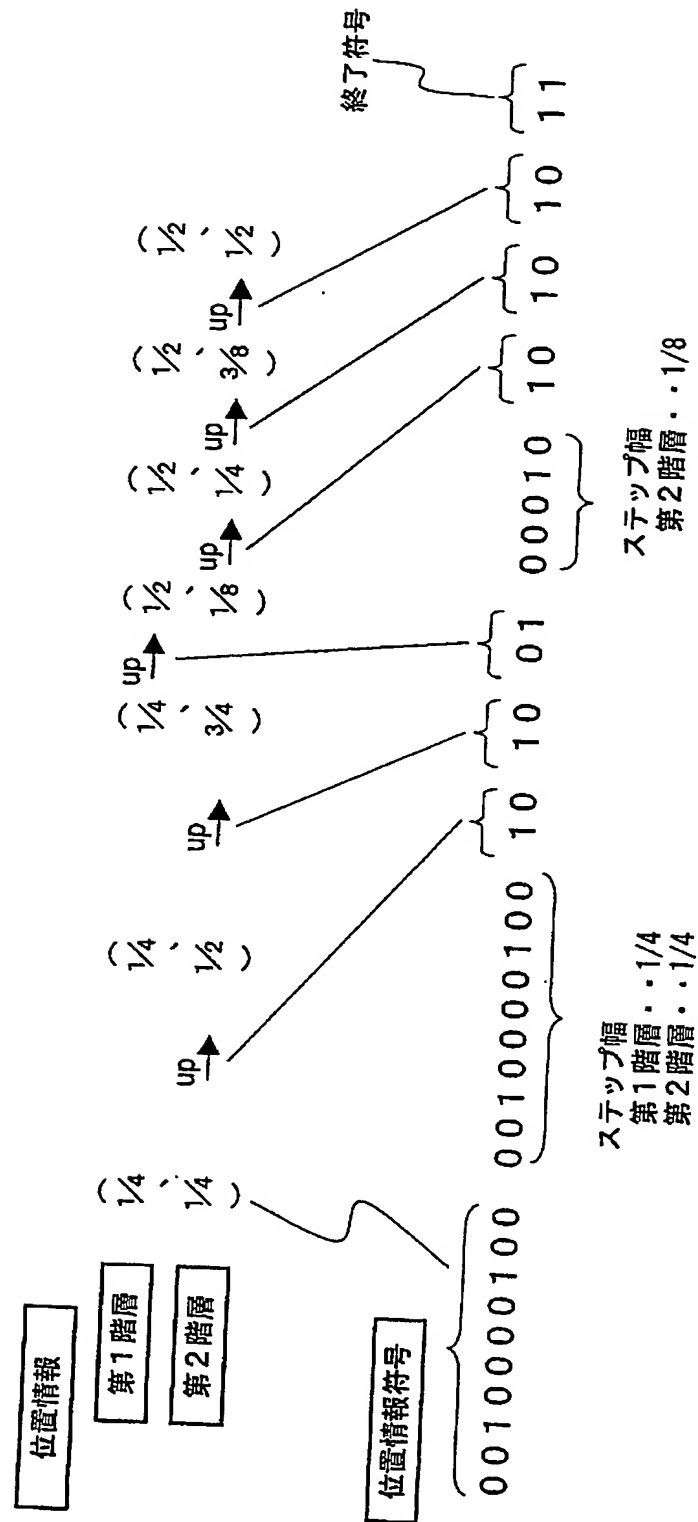 位置情報
第1階層
第2階層
(1/4、1/4)
up
(1/4、1/2)
up
(1/4、3/4)
up
(1/2、1/8)
up
(1/2、1/4)
up
(1/2、3/8)
up
(1/2、1/2)
終了符号
位置情報符号
001000000100
001000000100
10
10
01
000010
10
10
10
11
ステップ幅
第1階層・・1/4
第2階層・・1/4
ステップ幅
第2階層・・1/8